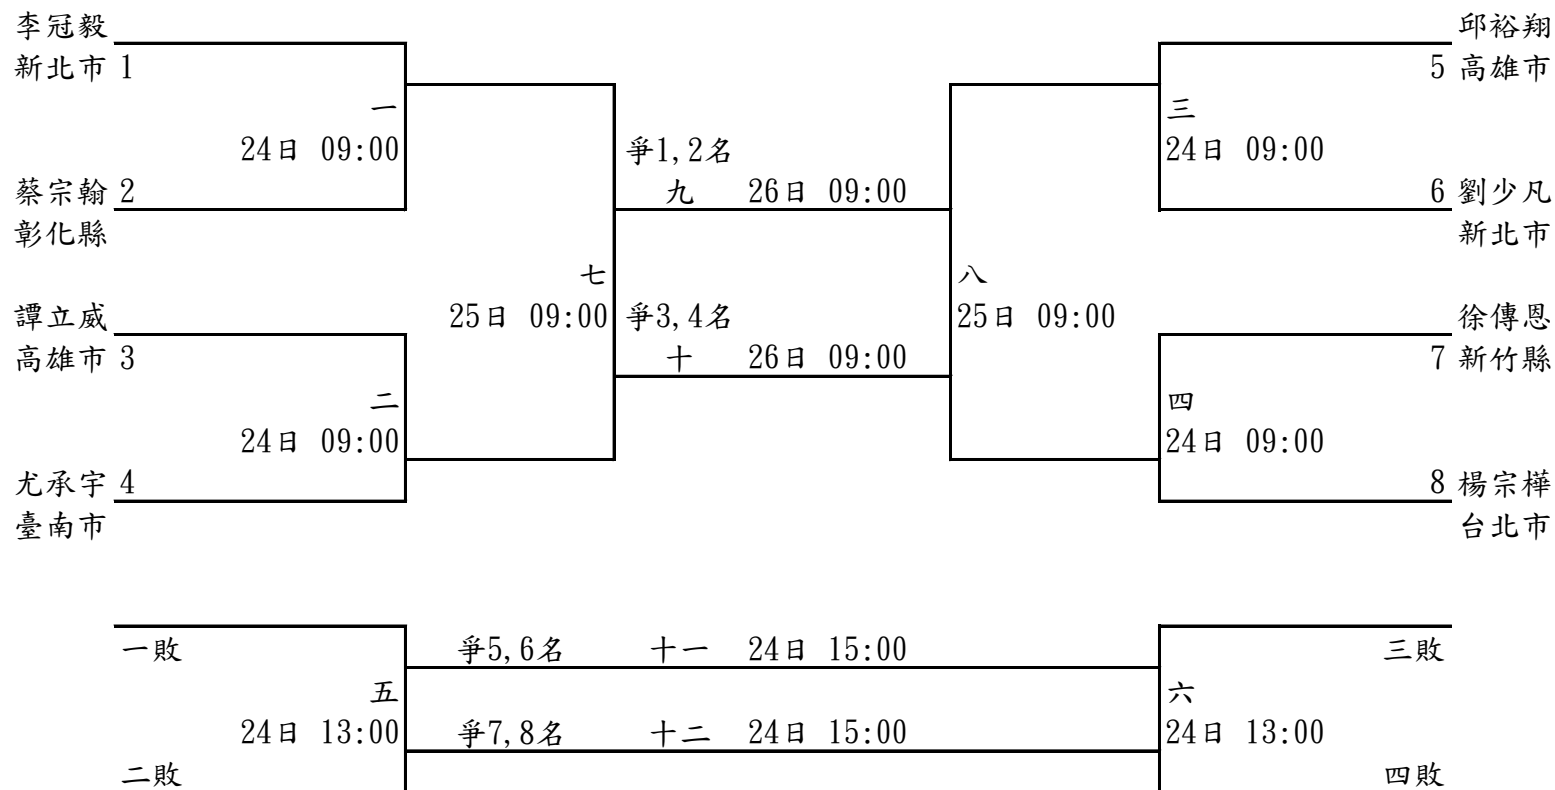 李冠毅
新北市 1
一
24日 09:00
蔡宗翰 2
彰化縣
譚立威
高雄市 3
二
24日 09:00
尤承宇 4
臺南市
七
25日 09:00
爭1,2名
九 26日 09:00
爭3,4名
十 26日 09:00
八
25日 09:00
邱裕翔
5 高雄市
三
24日 09:00
6 劉少凡
新北市
徐傳恩
7 新竹縣
四
24日 09:00
8 楊宗樺
台北市
一敗
五
24日 13:00
二敗
爭5,6名 十一 24日 15:00
爭7,8名 十二 24日 15:00
三敗
六
24日 13:00
四敗